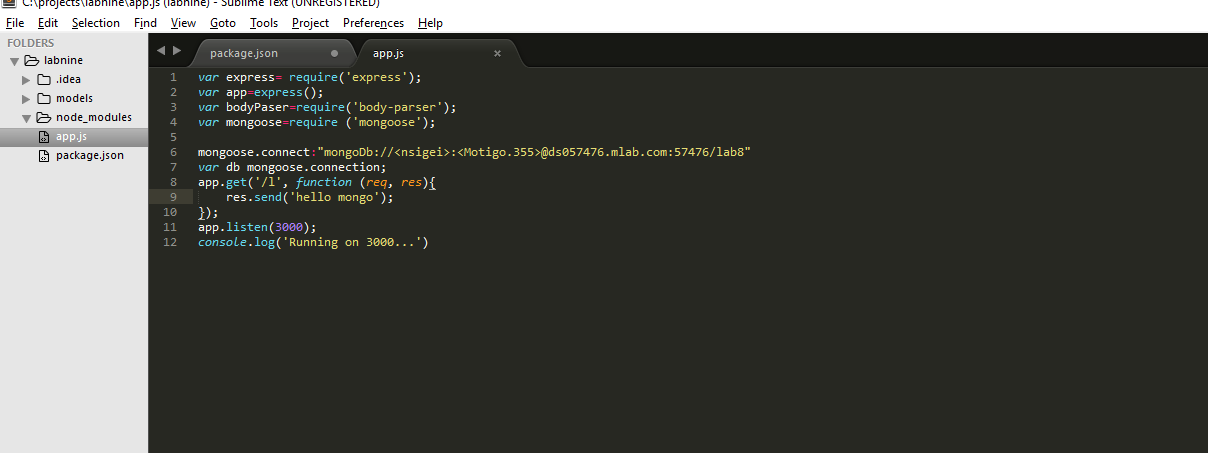 C:\projects\labnine\app.js (labnine) - Sublime Text (UNREGISTERED)
File Edit Selection Find View Goto Tools Project Preferences Help
FOLDERS
labnine
.idea
models
node_modules
app.js
package.json
package.json app.js
1 var express= require('express');
2 var app=express();
3 var bodyPaser=require('body-parser');
4 var mongoose=require ('mongoose');
5
6 mongoose.connect:"mongoDb://<nsigei>:<Motigo.355>@ds057476.mlab.com:57476/lab8"
7 var db mongoose.connection;
8 app.get('/l', function (req, res){
9 res.send('hello mongo');
10 });
11 app.listen(3000);
12 console.log('Running on 3000...')